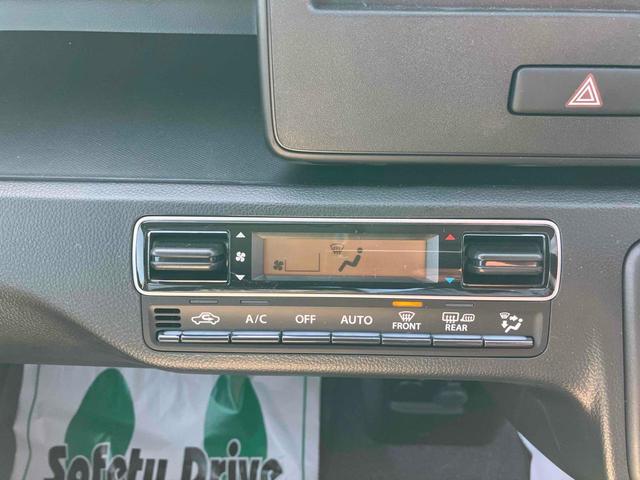 A/C OFF AUTO FRONT REAR
Safety Drive